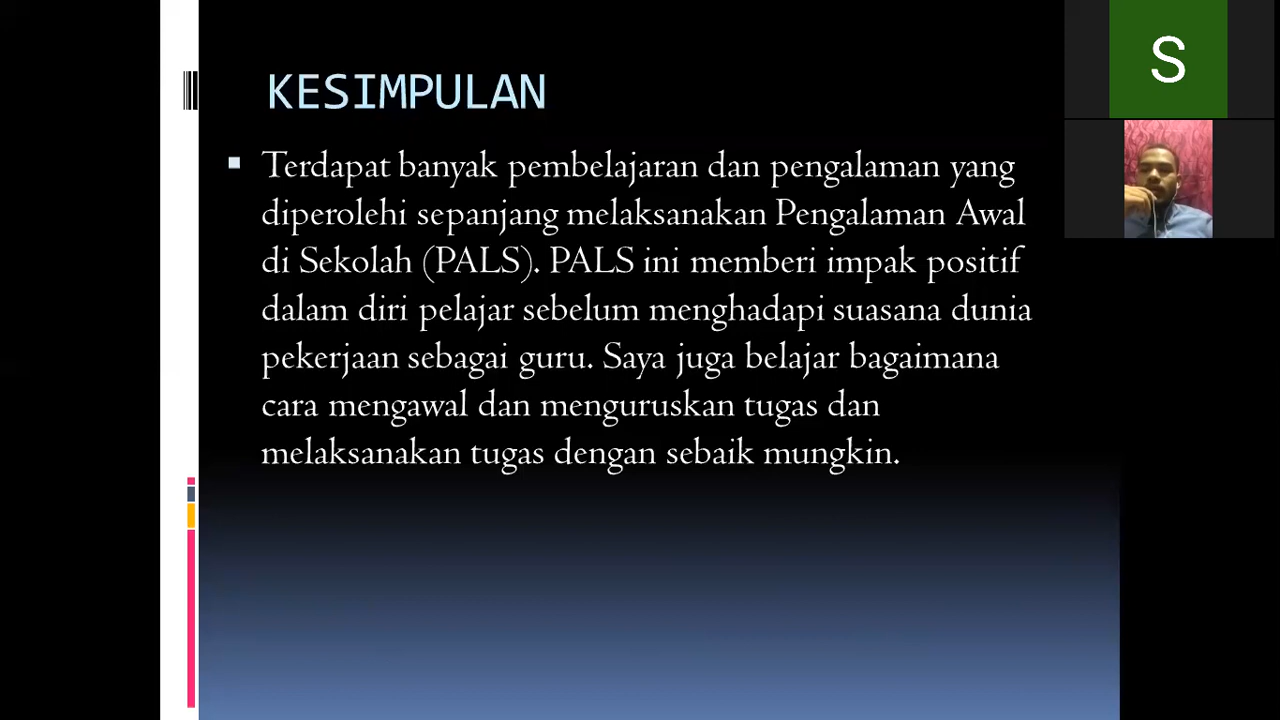 KESIMPULAN
Terdapat banyak pembelajaran dan pengalaman yang
diperolehi sepanjang melaksanakan Pengalaman Awal
di Sekolah (PALS). PALS ini memberi impak positif
dalam diri pelajar sebelum menghadapi suasana dunia
pekerjaan sebagai guru. Saya juga belajar bagaimana
cara mengawal dan menguruskan tugas dan
melaksanakan tugas dengan sebaik mungkin.
S